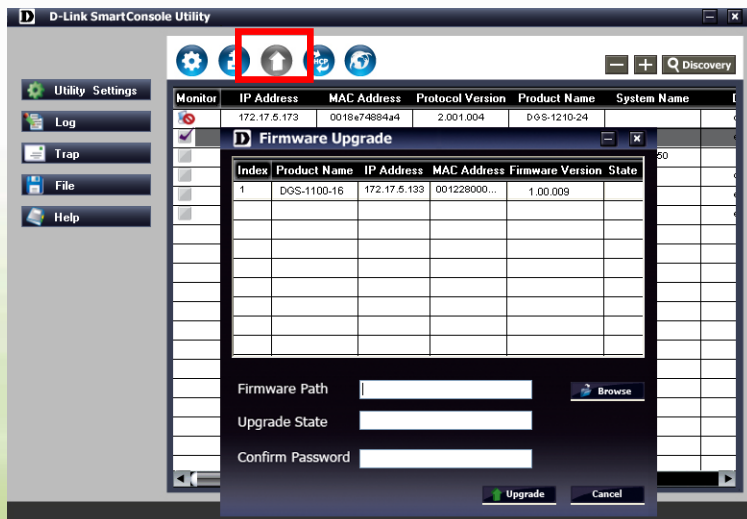 D D-Link SmartConsole Utility
HCP
Discovery
Utility Settings
Log
Trap
File
Help
Monitor IP Address MAC Address Protocol Version Product Name System Name
172.17.5.173 0018e74884a4 2.001.004 DGS-1210-24
50
D Firmware Upgrade
Index Product Name IP Address MAC Address Firmware Version State
1 DGS-1100-16 172.17.5.133 001228000... 1.00.009
Firmware Path
Browse
Upgrade State
Confirm Password
Upgrade Cancel